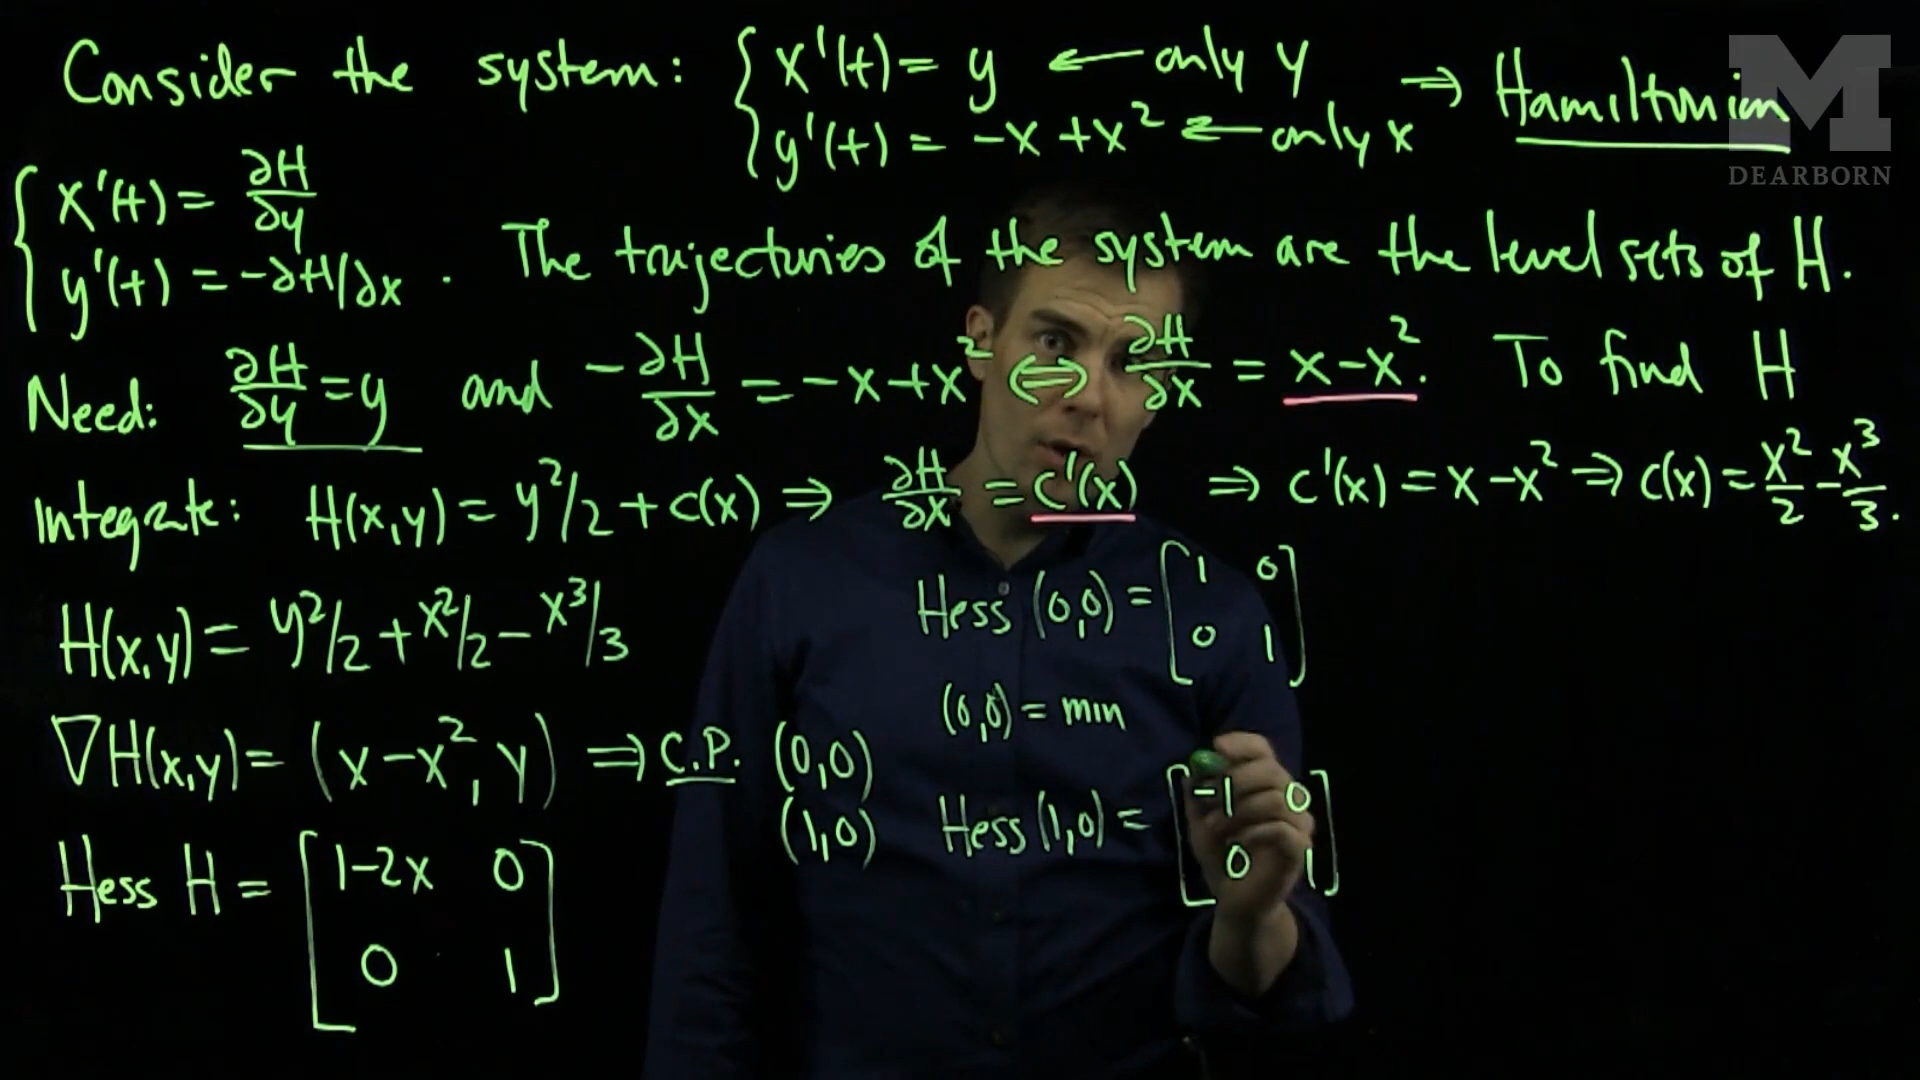 Consider the system: { x'(t) = y ← only y
y'(t) = -x + x² ← only x
⇒ Hamiltonian
M
DEARBORN
{ x'(t) = ∂H/∂y
y'(t) = -∂H/∂x . The trajectories of the system are the level sets of H.
Need: ∂H/∂y = y and -∂H/∂x = -x + x² ⇔ ∂H/∂x = x - x². To find H
Integrate: H(x,y) = y²/2 + c(x) ⇒ ∂H/∂x = c'(x) ⇒ c'(x) = x - x² ⇒ c(x) = x²/2 - x³/3.
H(x,y) = y²/2 + x²/2 - x³/3
∇H(x,y) = (x - x², y) ⇒ C.P. (0,0)
(1,0)
Hess H = [ 1-2x 0
0 1 ]
Hess (0,0) = [ 1 0
0 1 ]
(0,0) = min
Hess (1,0) = [ -1 0
0 1 ]